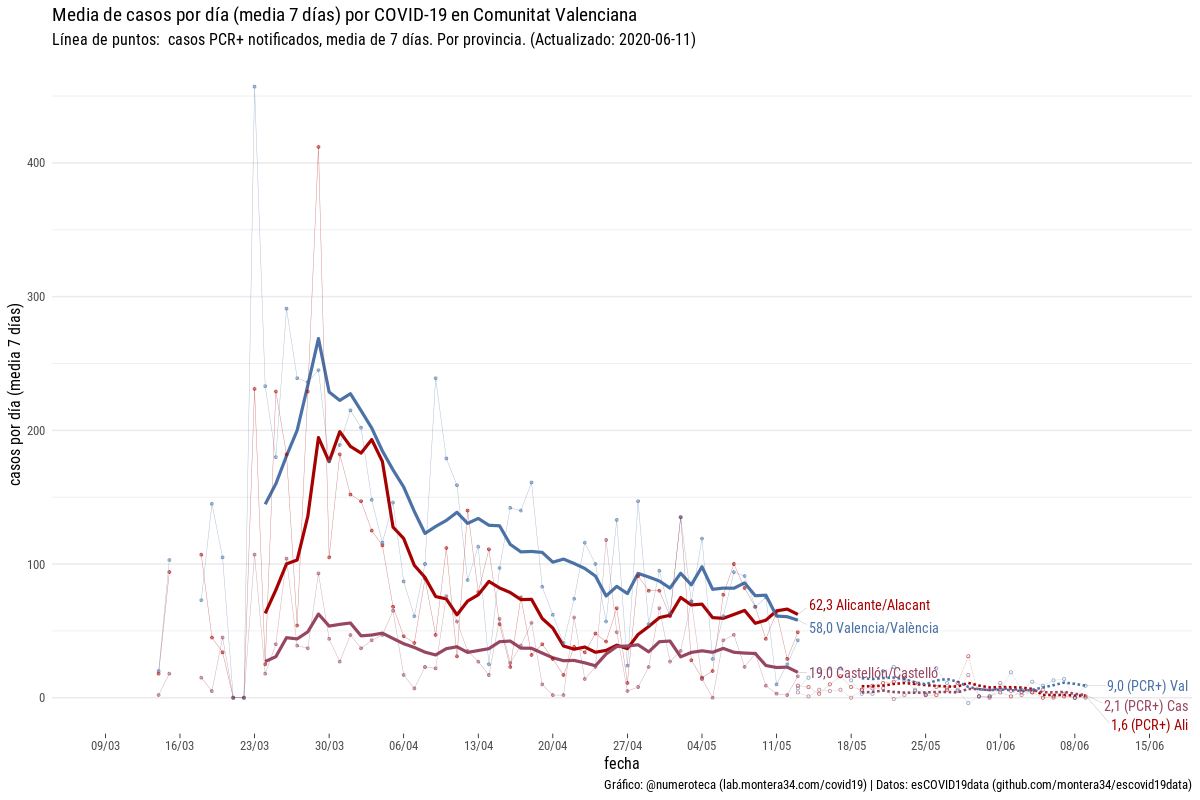 Media de casos por día (media 7 días) por COVID-19 en Comunitat Valenciana
Línea de puntos:  casos PCR+ notificados, media de 7 días. Por provincia. (Actualizado: 2020-06-11)
casos por día (media 7 días)
400
300
200
100
0
62,3 Alicante/Alacant
58,0 Valencia/València
19,0 Castellón/Castelló
9,0 (PCR+) Val
2,1 (PCR+) Cas
1,6 (PCR+) Ali
09/03 16/03 23/03 30/03 06/04 13/04 20/04 27/04 04/05 11/05 18/05 25/05 01/06 08/06 15/06
fecha
Gráfico: @numeroteca (lab.montera34.com/covid19) | Datos: esCOVID19data (github.com/montera34/escovid19data)